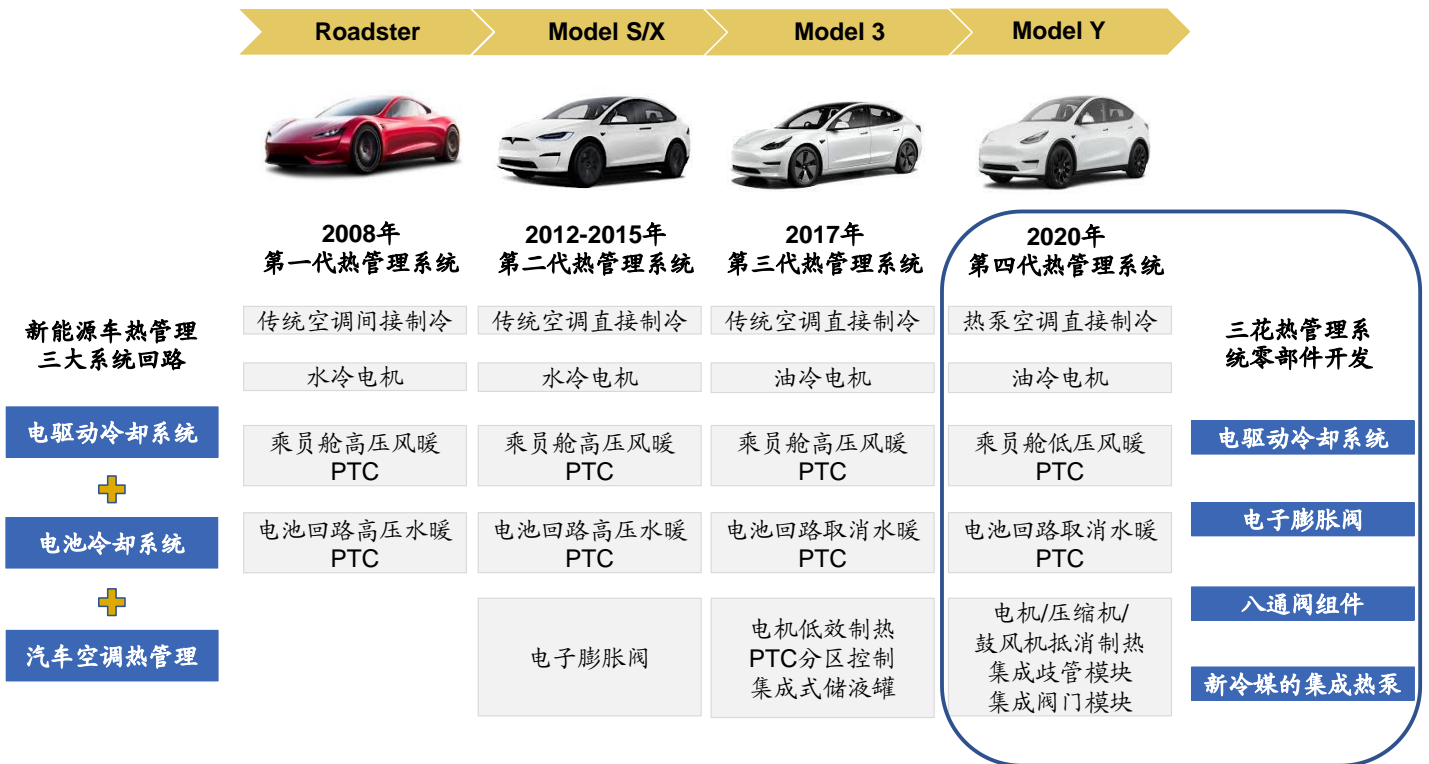 Roadster
Model S/X
Model 3
Model Y
2008年
第一代热管理系统
2012-2015年
第二代热管理系统
2017年
第三代热管理系统
2020年
第四代热管理系统
新能源车热管理
三大系统回路
传统空调间接制冷
传统空调直接制冷
传统空调直接制冷
热泵空调直接制冷
三花热管理系
统零部件开发
水冷电机
水冷电机
油冷电机
油冷电机
电驱动冷却系统
乘员舱高压风暖
PTC
乘员舱高压风暖
PTC
乘员舱高压风暖
PTC
乘员舱低压风暖
PTC
电驱动冷却系统
电池冷却系统
电池回路高压水暖
PTC
电池回路高压水暖
PTC
电池回路取消水暖
PTC
电池回路取消水暖
PTC
电子膨胀阀
汽车空调热管理
电子膨胀阀
电机低效制热
PTC分区控制
集成式储液罐
电机/压缩机/
鼓风机抵消制热
集成歧管模块
集成阀门模块
八通阀组件
新冷媒的集成热泵